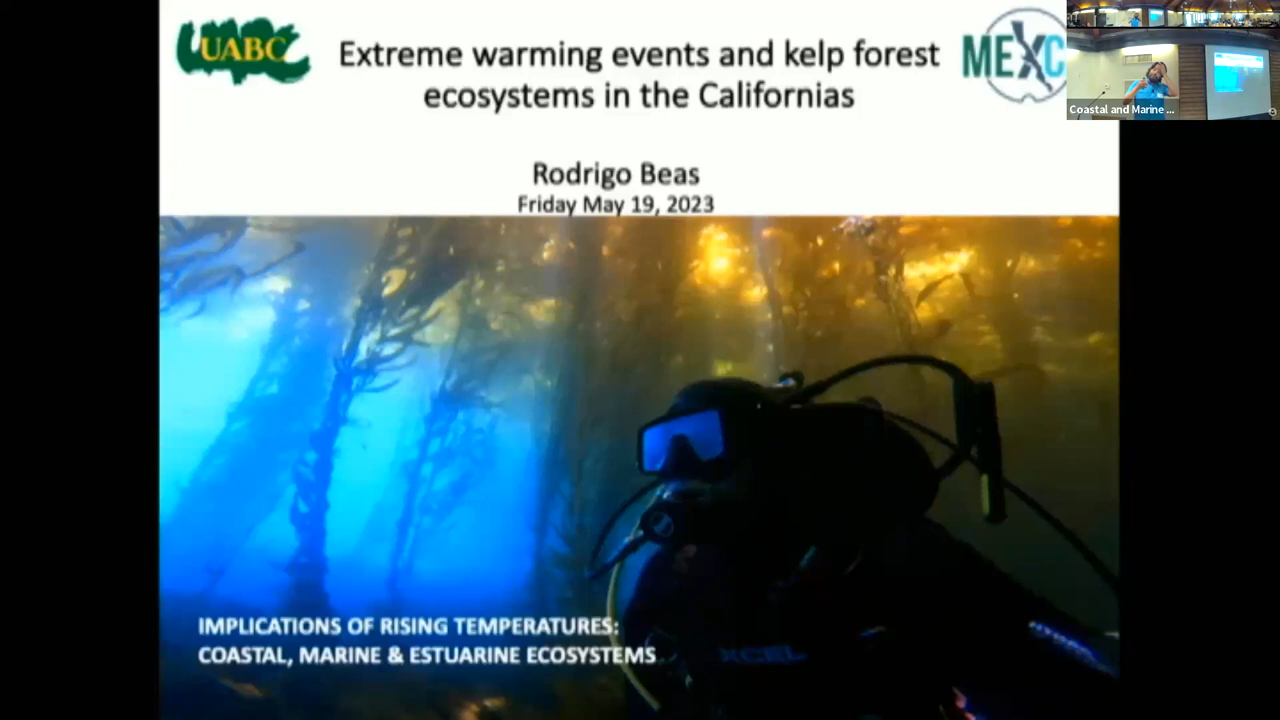 UABC
Extreme warming events and kelp forest
ecosystems in the Californias
MEXC
Coastal and Marine ...
Rodrigo Beas
Friday May 19, 2023
XCEL
IMPLICATIONS OF RISING TEMPERATURES:
COASTAL, MARINE & ESTUARINE ECOSYSTEMS